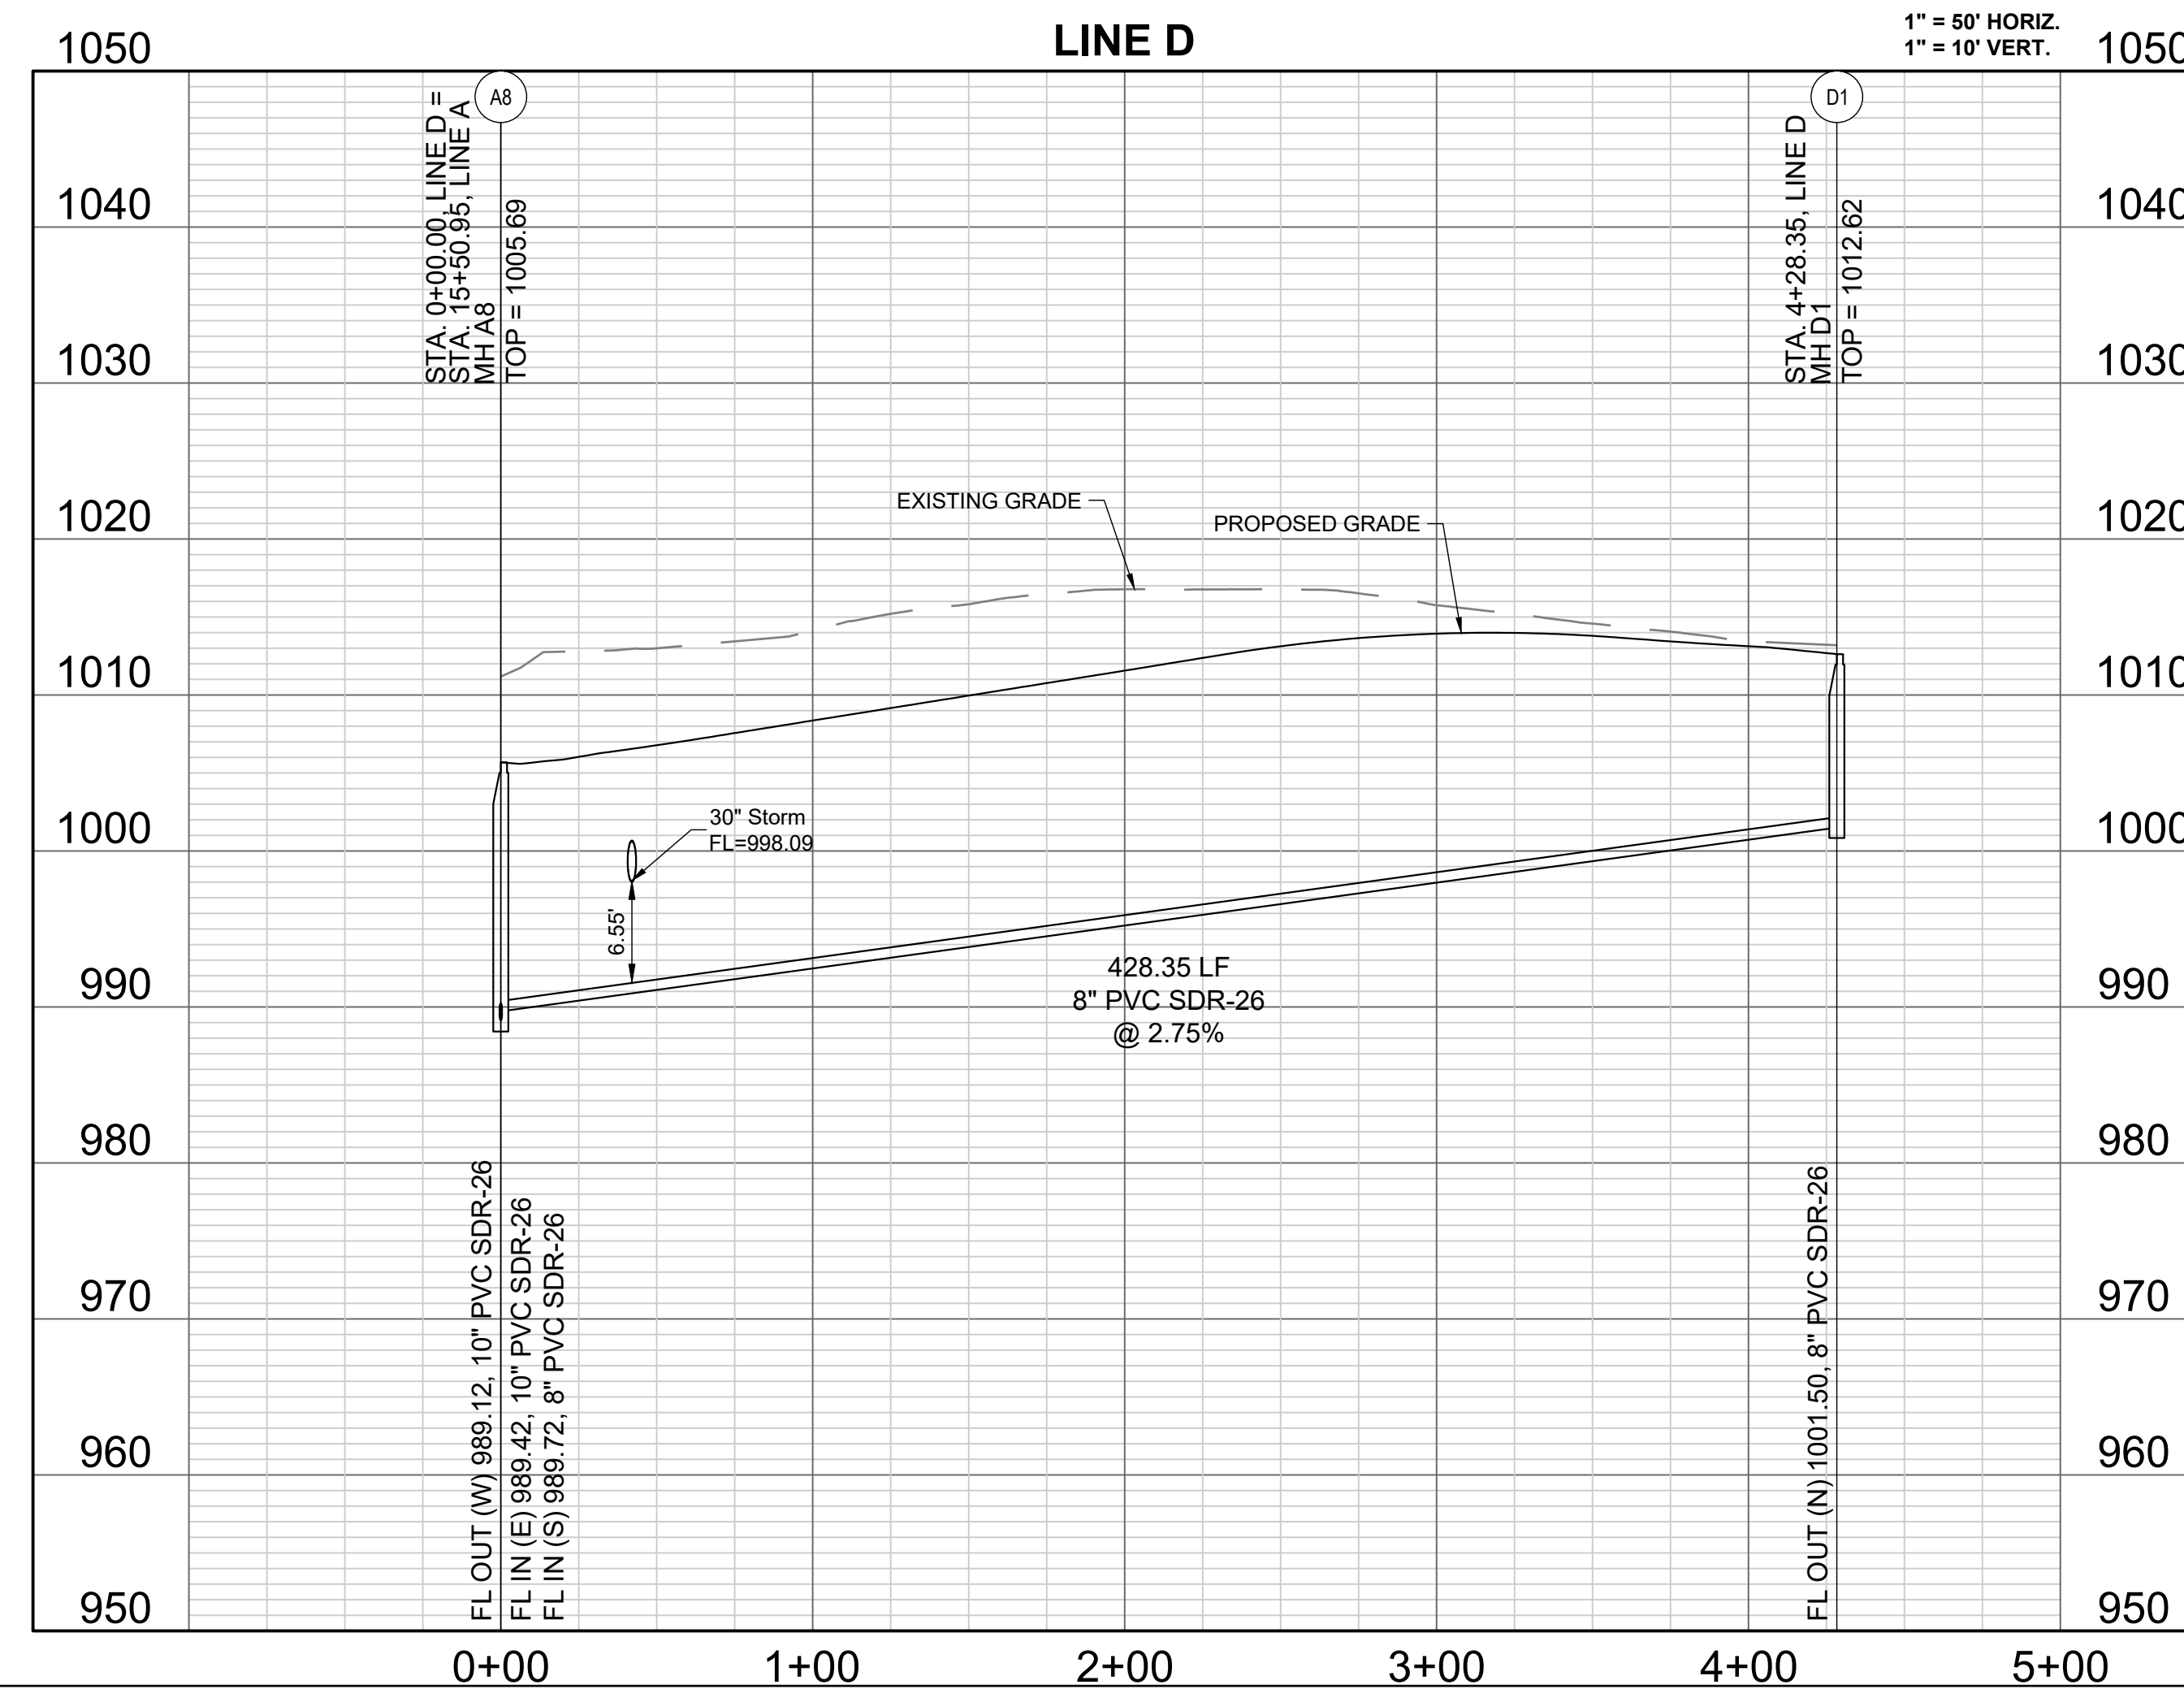 LINE D
1" = 50' HORIZ.
1" = 10' VERT.
1050
1050
A8
D1
STA. 0+00.00, LINE D =
STA. 15+50.95, LINE A
MH A8
TOP = 1005.69
STA. 4+28.35, LINE D
MH D1
TOP = 1012.62
1040
1040
1030
1030
1020
1020
EXISTING GRADE
PROPOSED GRADE
1010
1010
30" Storm
FL=998.09
1000
1000
6.55'
428.35 LF
8" PVC SDR-26
@ 2.75%
990
990
980
980
FL OUT (W) 989.12, 10" PVC SDR-26
FL IN (E) 989.42, 10" PVC SDR-26
FL IN (S) 989.72, 8" PVC SDR-26
FL OUT (N) 1001.50, 8" PVC SDR-26
970
970
960
960
950
950
0+00
1+00
2+00
3+00
4+00
5+00